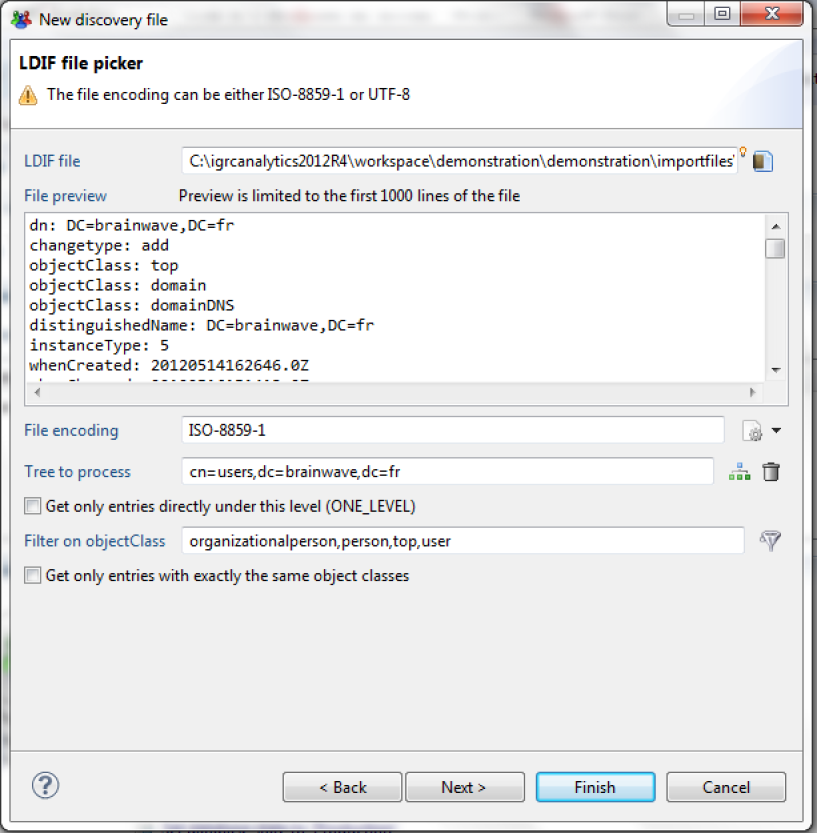 New discovery file
LDIF file picker
The file encoding can be either ISO-8859-1 or UTF-8
LDIF file
C:\igrcanalytics2012R4\workspace\demonstration\demonstration\importfiles'
File preview
Preview is limited to the first 1000 lines of the file
dn: DC=brainwave,DC=fr
changetype: add
objectClass: top
objectClass: domain
objectClass: domainDNS
distinguishedName: DC=brainwave,DC=fr
instanceType: 5
whenCreated: 20120514162646.0Z
File encoding
ISO-8859-1
Tree to process
cn=users,dc=brainwave,dc=fr
Get only entries directly under this level (ONE_LEVEL)
Filter on objectClass
organizationalperson,person,top,user
Get only entries with exactly the same object classes
?
< Back
Next >
Finish
Cancel